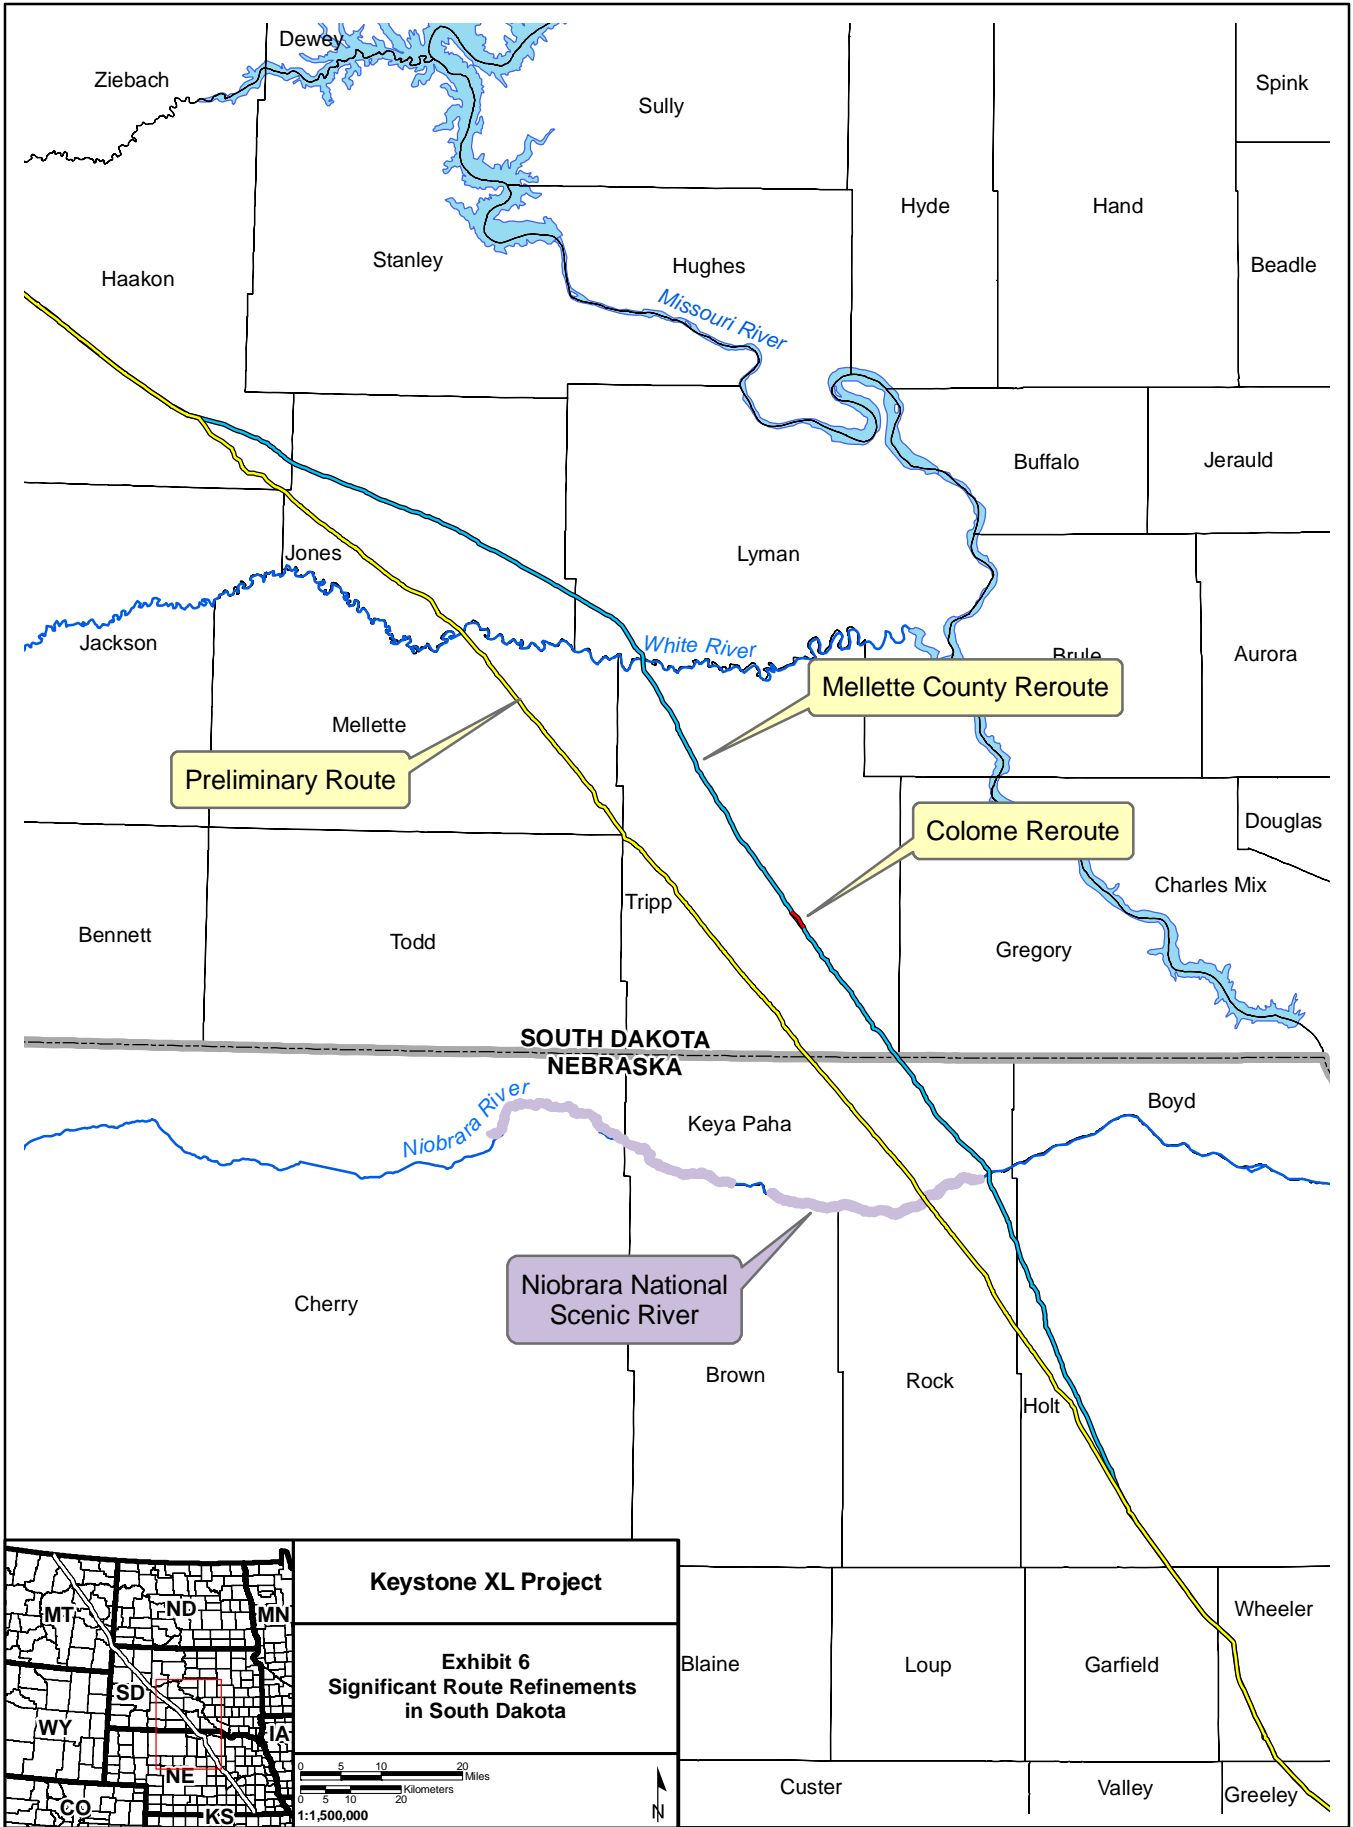 Dewey
Ziebach
Spink
Sully
Hyde
Hand
Stanley
Hughes
Beadle
Haakon
Missouri River
Buffalo
Jerauld
Jones
Lyman
Jackson
White River
Brule
Aurora
Mellette County Reroute
Mellette
Preliminary Route
Colome Reroute
Douglas
Charles Mix
Tripp
Bennett
Todd
Gregory
SOUTH DAKOTA
NEBRASKA
Niobrara River
Keya Paha
Boyd
Niobrara National
Scenic River
Cherry
Brown
Rock
Holt
Wheeler
Blaine
Loup
Garfield
Custer
Valley
Greeley
MT
ND
MN
SD
WY
IA
NE
CO
KS
Keystone XL Project
Exhibit 6
Significant Route Refinements
in South Dakota
0 5 10 20
Miles
0 5 10 20
Kilometers
1:1,500,000
N